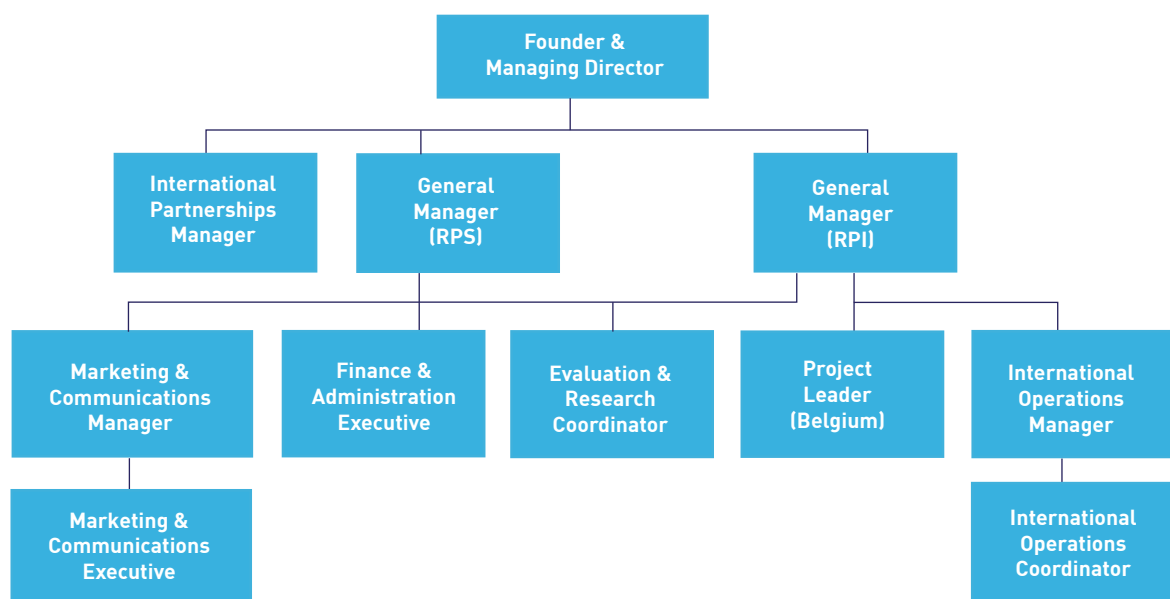 Founder &
Managing Director
International
Partnerships
Manager
General
Manager
(RPS)
General
Manager
(RPI)
Marketing &
Communications
Manager
Finance &
Administration
Executive
Evaluation &
Research
Coordinator
Project
Leader
(Belgium)
International
Operations
Manager
Marketing &
Communications
Executive
International
Operations
Coordinator